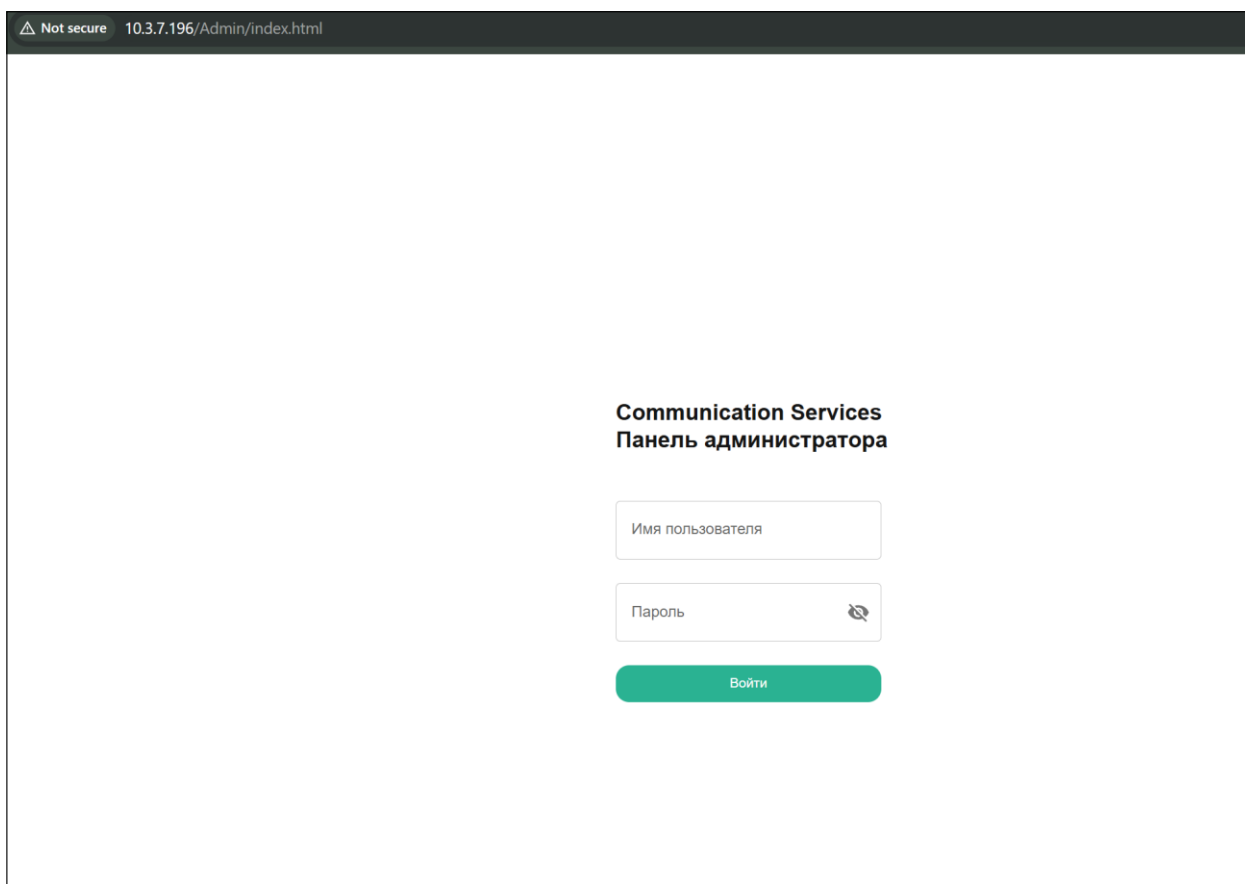 Not secure 10.3.7.196/Admin/index.html
Communication Services
Панель администратора
Имя пользователя
Пароль
Войти